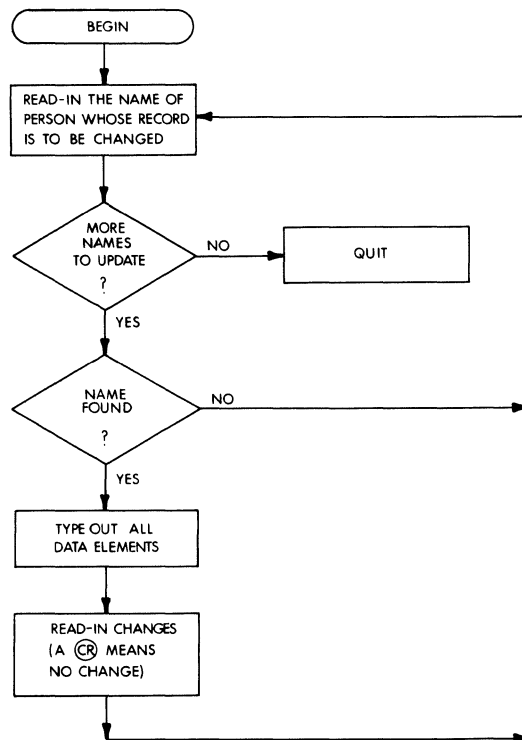 BEGIN
READ-IN THE NAME OF
PERSON WHOSE RECORD
IS TO BE CHANGED
MORE
NAMES
TO UPDATE
?
NO
QUIT
YES
NAME
FOUND
?
NO
YES
TYPE OUT ALL
DATA ELEMENTS
READ-IN CHANGES
(A CR MEANS
NO CHANGE)